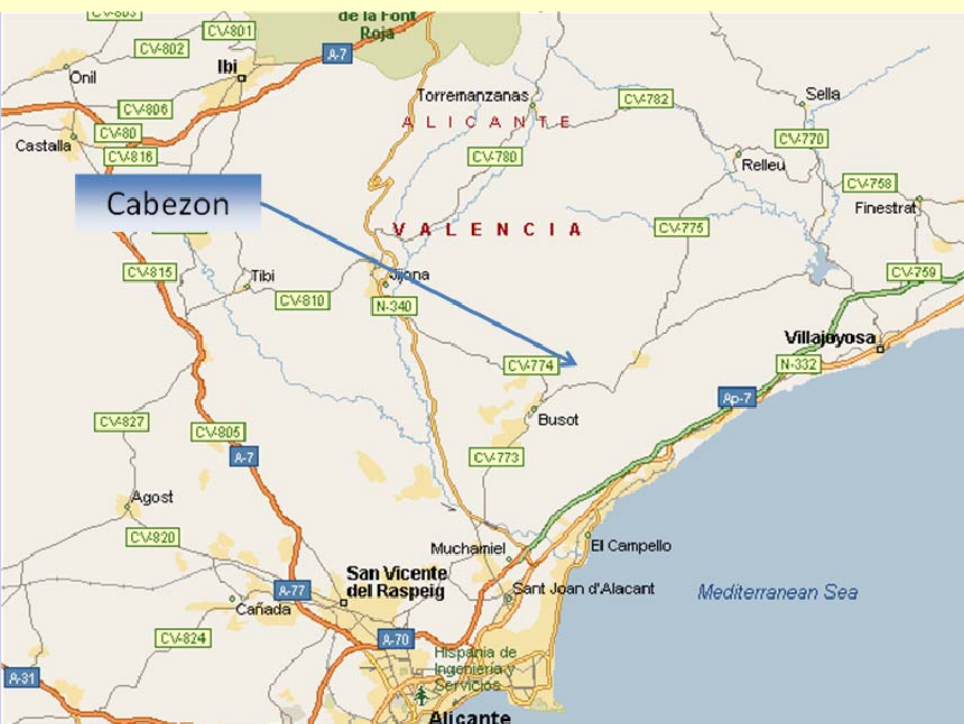 de la Font
Roja
CV-803
CV-801
CV-802
A-7
Ibi
Onil
Torremanzanas
CV-782
Sella
CV-806
ALICANTE
CV-80
CV-770
Castalla
CV-816
CV-780
Relleu
CV-758
Cabezon
Finestrat
VALENCIA
CV-775
CV-815
Tibi
Jijona
CV-759
CV-810
N-340
Villajoyosa
CV-774
N-332
Ap-7
Busot
CV-827
CV-805
A-7
CV-773
Agost
CV-820
Muchamiel
El Campello
San Vicente
del Raspeig
A-77
Sant Joan d'Alacant
Mediterranean Sea
Cañada
CV-824
A-70
Hispania de
Ingeniería y
Servicios
A-31
Alicante